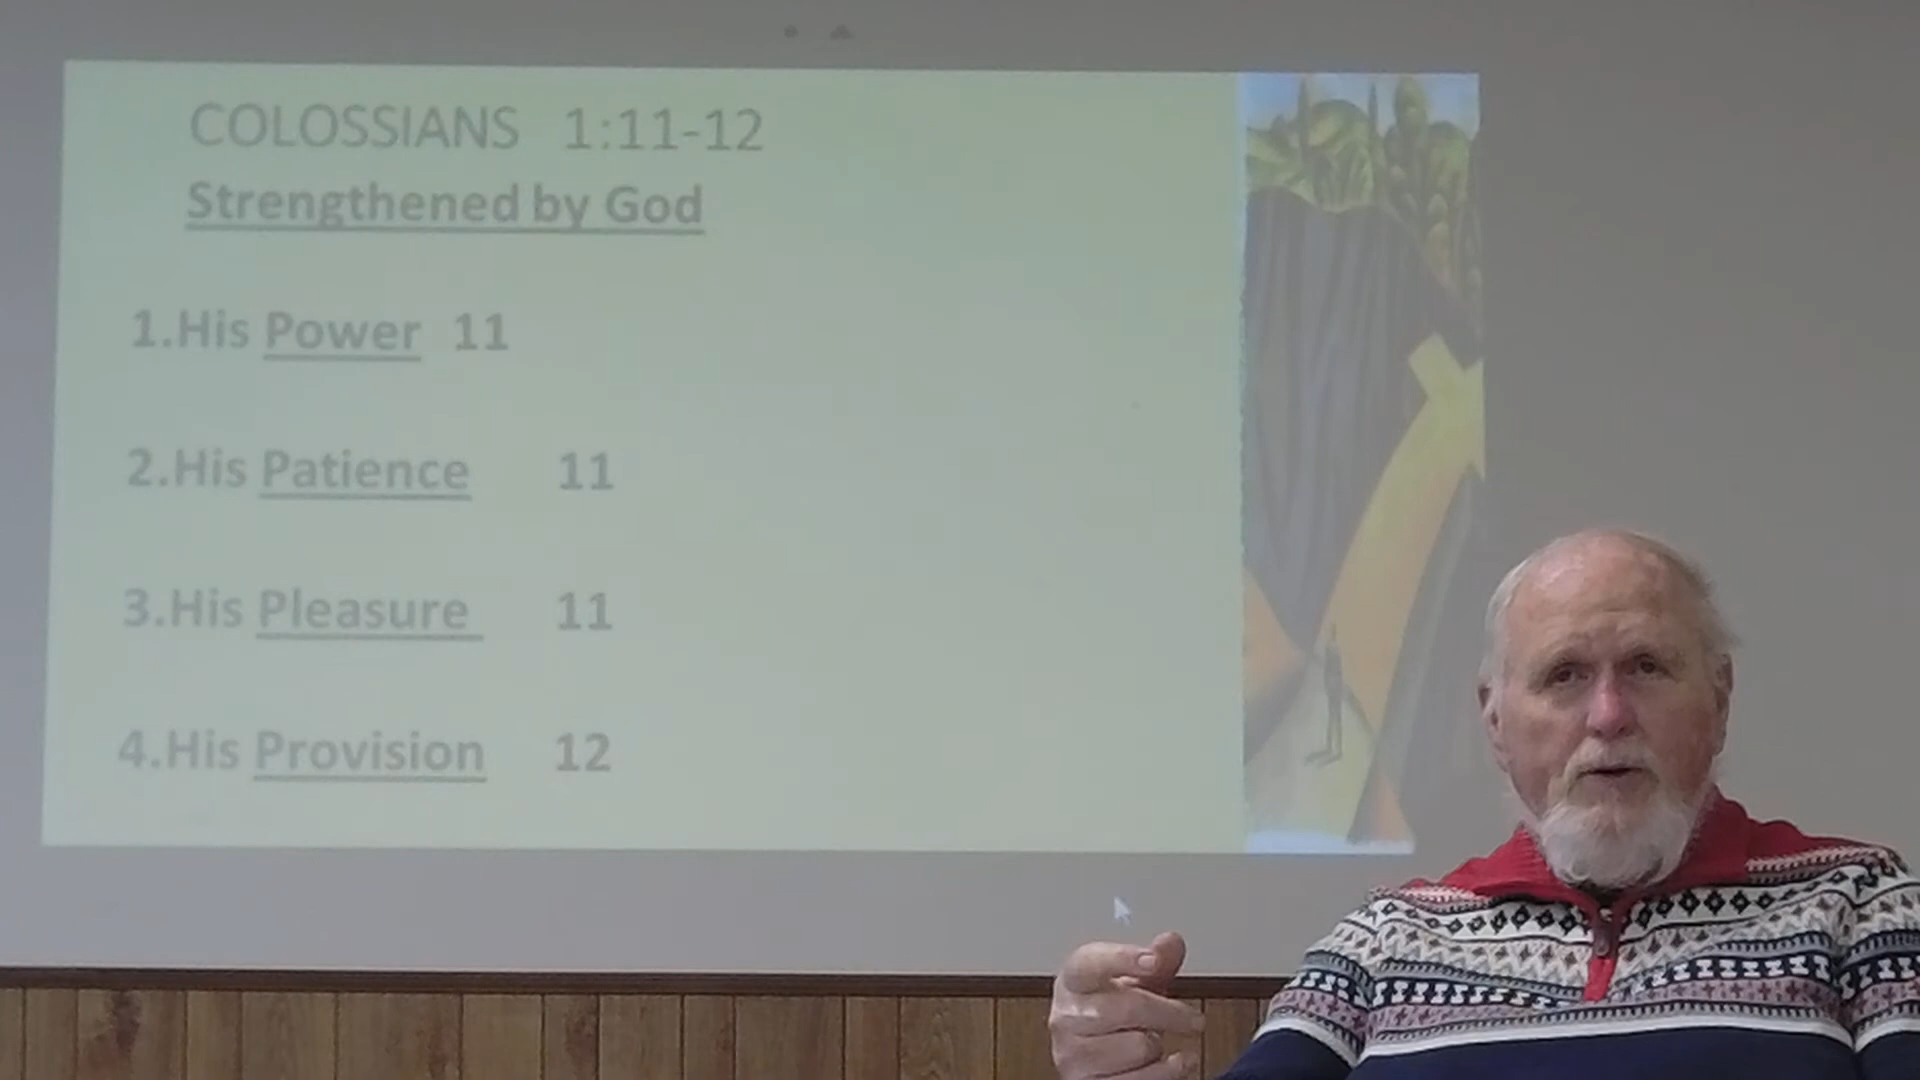 COLOSSIANS 1:11-12
Strengthened by God
1.His Power 11
2.His Patience 11
3.His Pleasure 11
4.His Provision 12